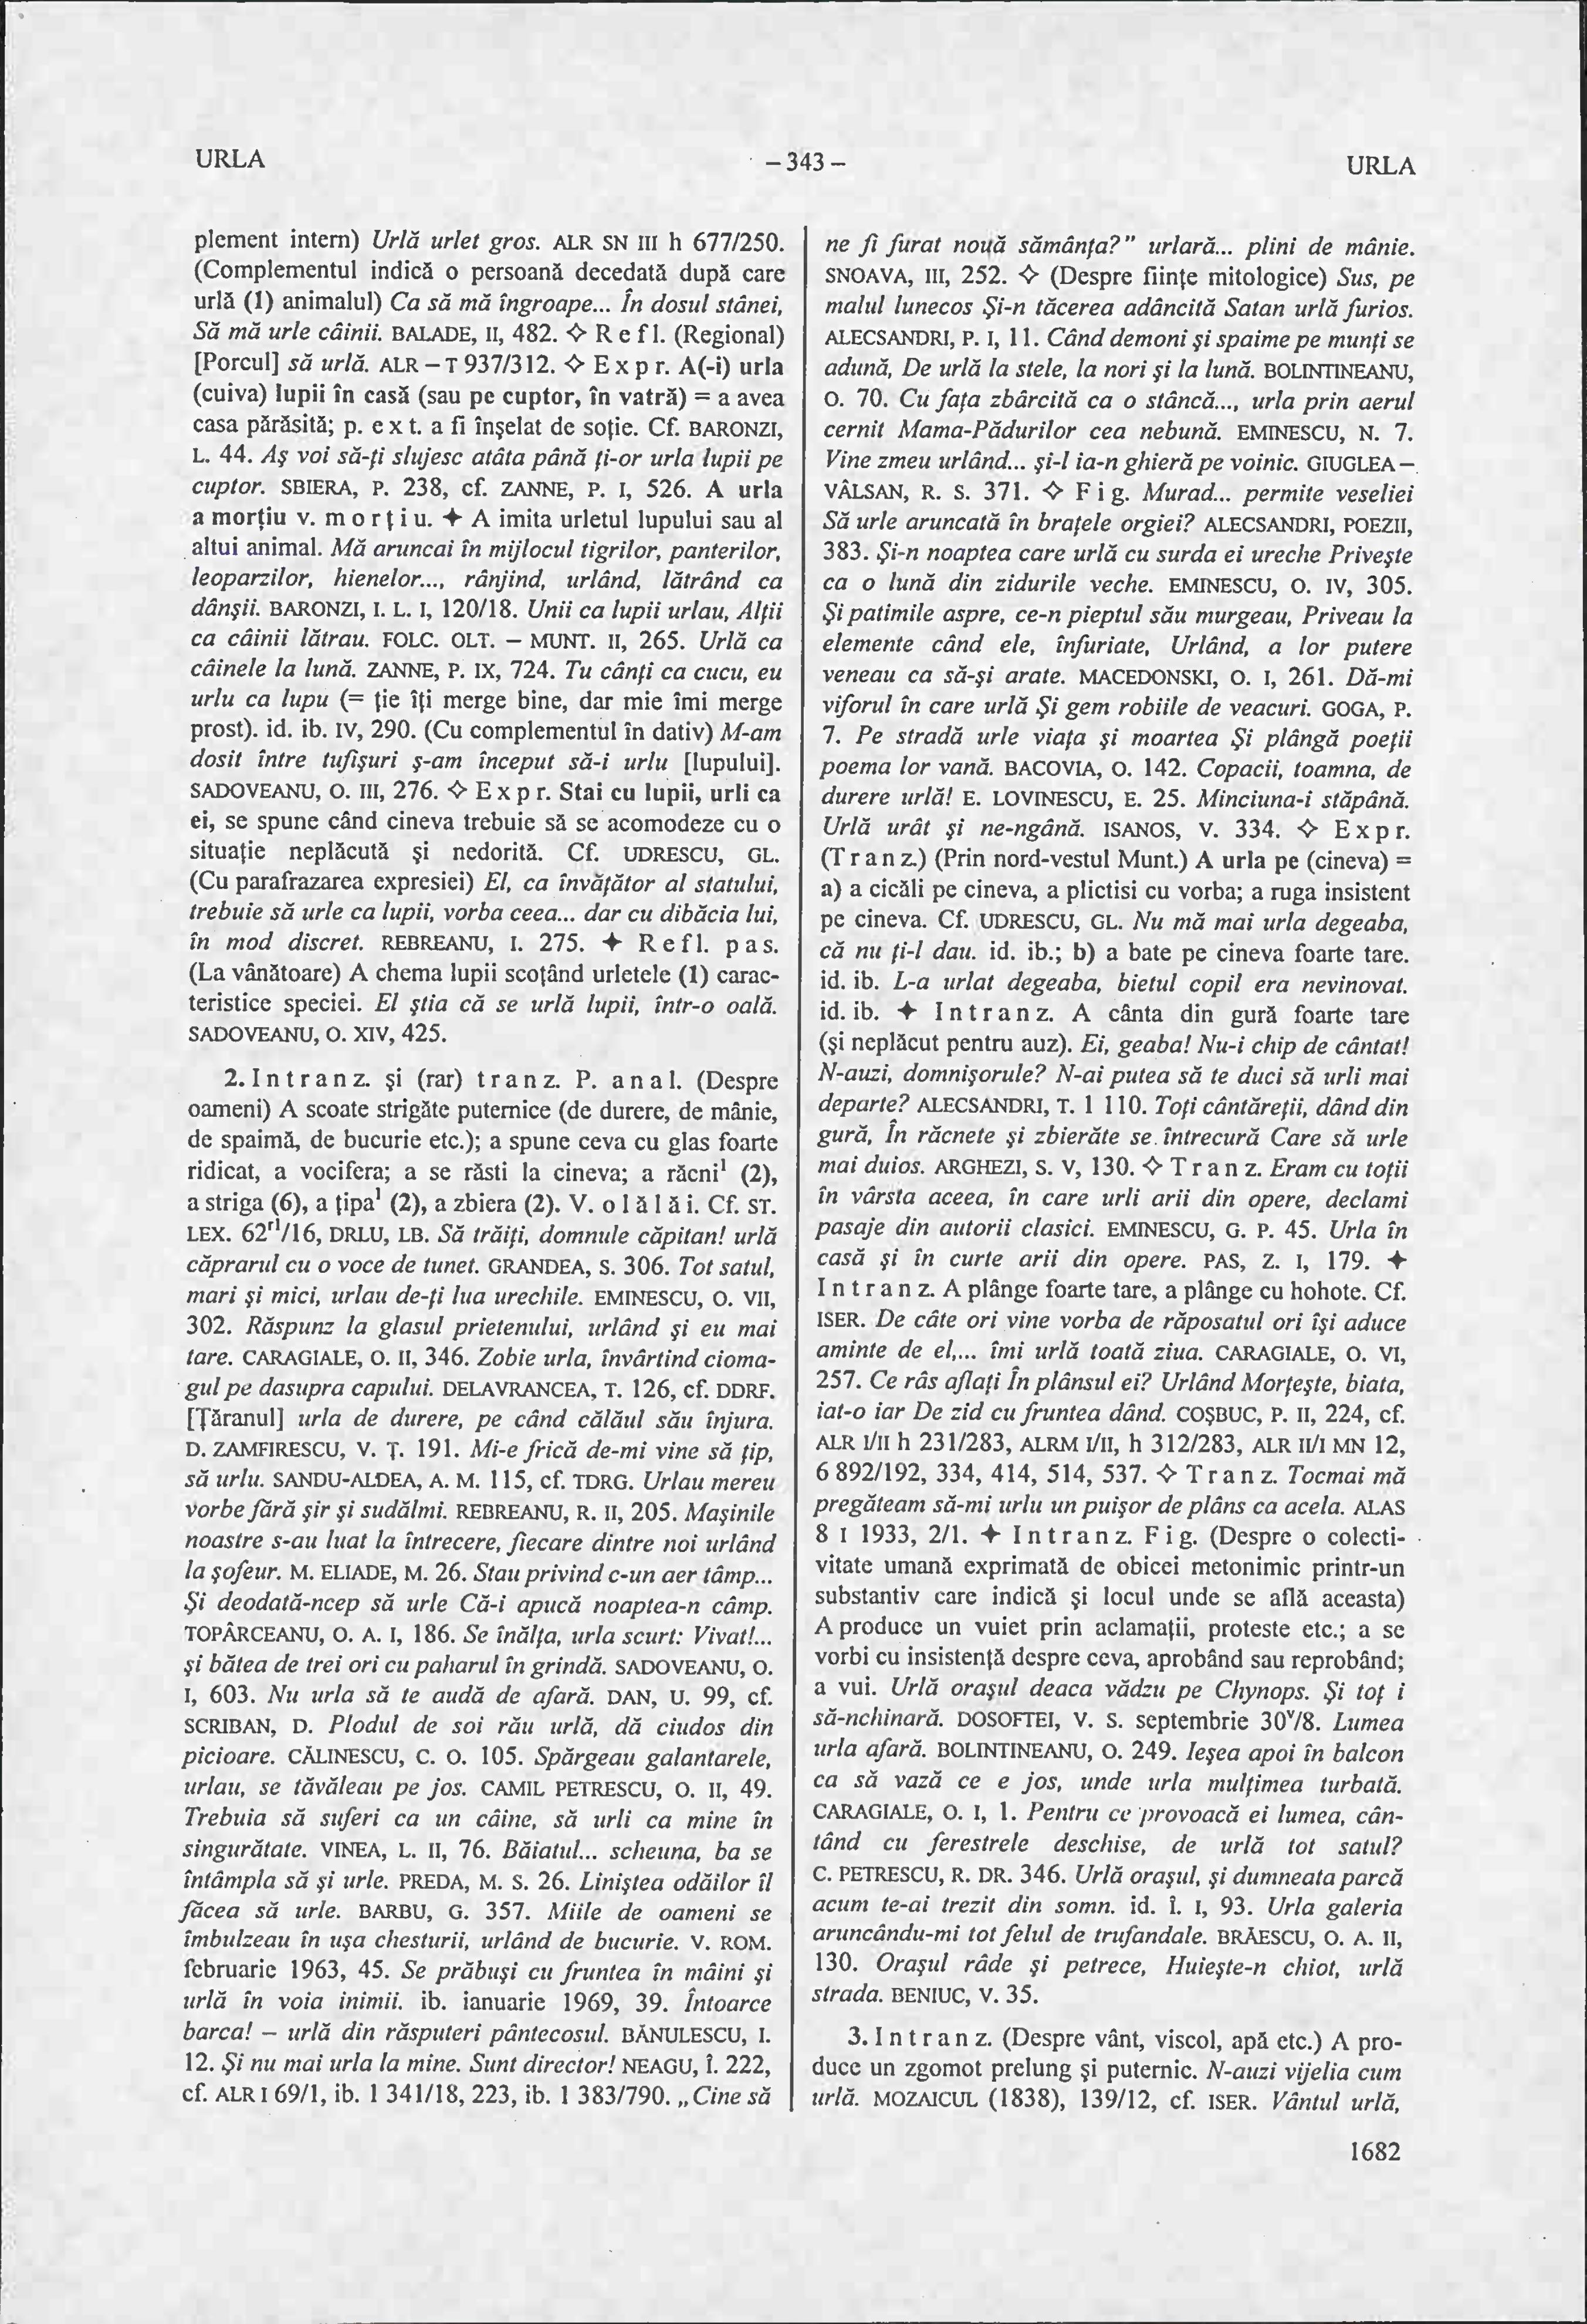 URLA
– 343 –
URLA
plement intern) Urlă urlet gros. ALR SN III h 677/250.
(Complementul indică o persoană decedată după care
urlă (1) animalul) Ca să mă îngroape... În dosul stânei,
Să mă urle câinii. BALADE, II, 482. ◇ Refl. (Regional)
[Porcul] să urlă. ALR – T 937/312. ◇ Expr. A(-i) urla
(cuiva) lupii în casă (sau pe cuptor, în vatră) = a avea
casa părăsită; p. ext. a fi înşelat de soţie. Cf. BARONZI,
L. 44. Aş voi să-ţi slujesc atâta până ţi-or urla lupii pe
cuptor. SBIERA, P. 238, cf. ZANNE, P. I, 526. A urla
a morţiu v. morţiu. ✦ A imita urletul lupului sau al
altui animal. Mă aruncai în mijlocul tigrilor, panterilor,
leoparzilor, hienelor..., rânjind, urlând, lătrând ca
dânşii. BARONZI, I. L. I, 120/18. Unii ca lupii urlau, Alţii
ca câinii lătrau. FOLC. OLT. – MUNT. II, 265. Urlă ca
câinele la lună. ZANNE, P. IX, 724. Tu cânţi ca cucu, eu
urlu ca lupu (= ţie îţi merge bine, dar mie îmi merge
prost). id. ib. IV, 290. (Cu complementul în dativ) M-am
dosit între tufişuri ş-am început să-i urlu [lupului].
SADOVEANU, O. III, 276. ◇ Expr. Stai cu lupii, urli ca
ei, se spune când cineva trebuie să se acomodeze cu o
situaţie neplăcută şi nedorită. Cf. UDRESCU, GL.
(Cu parafrazarea expresiei) El, ca învăţător al statului,
trebuie să urle ca lupii, vorba ceea... dar cu dibăcia lui,
în mod discret. REBREANU, I. 275. ✦ Refl. pas.
(La vânătoare) A chema lupii scoţând urletele (1) carac-
teristice speciei. El ştia că se urlă lupii, într-o oală.
SADOVEANU, O. XIV, 425.
2. Intranz. şi (rar) tranz. P. anal. (Despre
oameni) A scoate strigăte puternice (de durere, de mânie,
de spaimă, de bucurie etc.); a spune ceva cu glas foarte
ridicat, a vocifera; a se răsti la cineva; a răcni¹ (2),
a striga (6), a ţipa¹ (2), a zbiera (2). V. olălăi. Cf. ST.
LEX. 62ʳ¹/16, DRLU, LB. Să trăiţi, domnule căpitan! urlă
căprarul cu o voce de tunet. GRANDEA, S. 306. Tot satul,
mari şi mici, urlau de-ţi lua urechile. EMINESCU, O. VII,
302. Răspunz la glasul prietenului, urlând şi eu mai
tare. CARAGIALE, O. II, 346. Zobie urla, învârtind cioma-
gul pe dasupra capului. DELAVRANCEA, T. 126, cf. DDRF.
[Ţăranul] urla de durere, pe când călăul său înjura.
D. ZAMFIRESCU, V. Ţ. 191. Mi-e frică de-mi vine să ţip,
să urlu. SANDU-ALDEA, A. M. 115, cf. TDRG. Urlau mereu
vorbe fără şir şi sudălmi. REBREANU, R. II, 205. Maşinile
noastre s-au luat la întrecere, fiecare dintre noi urlând
la şofeur. M. ELIADE, M. 26. Stau privind c-un aer tâmp...
Şi deodată-ncep să urle Că-i apucă noaptea-n câmp.
TOPÂRCEANU, O. A. I, 186. Se înălţa, urla scurt: Vivat!...
şi bătea de trei ori cu paharul în grindă. SADOVEANU, O.
I, 603. Nu urla să te audă de afară. DAN, U. 99, cf.
SCRIBAN, D. Plodul de soi rău urlă, dă ciudos din
picioare. CĂLINESCU, C. O. 105. Spărgeau galantarele,
urlau, se tăvăleau pe jos. CAMIL PETRESCU, O. II, 49.
Trebuia să suferi ca un câine, să urli ca mine în
singurătate. VINEA, L. II, 76. Băiatul... scheuna, ba se
întâmpla să şi urle. PREDA, M. S. 26. Liniştea odăilor îl
făcea să urle. BARBU, G. 357. Miile de oameni se
îmbulzeau în uşa chesturii, urlând de bucurie. V. ROM.
februarie 1963, 45. Se prăbuşi cu fruntea în mâini şi
urlă în voia inimii. ib. ianuarie 1969, 39. Întoarce
barca! – urlă din răsputeri pântecosul. BĂNULESCU, I.
12. Şi nu mai urla la mine. Sunt director! NEAGU, Î. 222,
cf. ALR I 69/1, ib. 1 341/18, 223, ib. 1 383/790. „Cine să
ne fi furat nouă sămânţa?” urlară... plini de mânie.
SNOAVA, III, 252. ◇ (Despre fiinţe mitologice) Sus, pe
malul lunecos Şi-n tăcerea adâncită Satan urlă furios.
ALECSANDRI, P. I, 11. Când demoni şi spaime pe munţi se
adună, De urlă la stele, la nori şi la lună. BOLINTINEANU,
O. 70. Cu faţa zbârcită ca o stâncă..., urla prin aerul
cernit Mama-Pădurilor cea nebună. EMINESCU, N. 7.
Vine zmeu urlând... şi-l ia-n ghieră pe voinic. GIUGLEA –
VÂLSAN, R. S. 371. ◇ Fig. Murad... permite veseliei
Să urle aruncată în braţele orgiei? ALECSANDRI, POEZII,
383. Şi-n noaptea care urlă cu surda ei ureche Priveşte
ca o lună din zidurile veche. EMINESCU, O. IV, 305.
Şi patimile aspre, ce-n pieptul său murgeau, Priveau la
elemente când ele, înfuriate, Urlând, a lor putere
veneau ca să-şi arate. MACEDONSKI, O. I, 261. Dă-mi
viforul în care urlă Şi gem robiile de veacuri. GOGA, P.
7. Pe stradă urle viaţa şi moartea Şi plângă poeţii
poema lor vană. BACOVIA, O. 142. Copacii, toamna, de
durere urlă! E. LOVINESCU, E. 25. Minciuna-i stăpână.
Urlă urât şi ne-ngână. ISANOS, V. 334. ◇ Expr.
(Tranz.) (Prin nord-vestul Munt.) A urla pe (cineva) =
a) a cicăli pe cineva, a plictisi cu vorba; a ruga insistent
pe cineva. Cf. UDRESCU, GL. Nu mă mai urla degeaba,
că nu ţi-l dau. id. ib.; b) a bate pe cineva foarte tare.
id. ib. L-a urlat degeaba, bietul copil era nevinovat.
id. ib. ✦ Intranz. A cânta din gură foarte tare
(şi neplăcut pentru auz). Ei, geaba! Nu-i chip de cântat!
N-auzi, domnişorule? N-ai putea să te duci să urli mai
departe? ALECSANDRI, T. 1 110. Toţi cântăreţii, dând din
gură, În răcnete şi zbierăte se întrecură Care să urle
mai duios. ARGHEZI, S. V, 130. ◇ Tranz. Eram cu toţii
în vârsta aceea, în care urli arii din opere, declami
pasaje din autorii clasici. EMINESCU, G. P. 45. Urla în
casă şi în curte arii din opere. PAS, Z. I, 179. ✦
Intranz. A plânge foarte tare, a plânge cu hohote. Cf.
ISER. De câte ori vine vorba de răposatul ori îşi aduce
aminte de el,... îmi urlă toată ziua. CARAGIALE, O. VI,
257. Ce râs aflaţi În plânsul ei? Urlând Morţeşte, biata,
iat-o iar De zid cu fruntea dând. COŞBUC, P. II, 224, cf.
ALR I/II h 231/283, ALRM I/II, h 312/283, ALR II/I MN 12,
6 892/192, 334, 414, 514, 537. ◇ Tranz. Tocmai mă
pregăteam să-mi urlu un puişor de plâns ca acela. ALAS
8 I 1933, 2/1. ✦ Intranz. Fig. (Despre o colecti-
vitate umană exprimată de obicei metonimic printr-un
substantiv care indică şi locul unde se află aceasta)
A produce un vuiet prin aclamaţii, proteste etc.; a se
vorbi cu insistenţă despre ceva, aprobând sau reprobând;
a vui. Urlă oraşul deaca vădzu pe Chynops. Şi toţ i
să-nchinară. DOSOFTEI, V. S. septembrie 30ᵛ/8. Lumea
urla afară. BOLINTINEANU, O. 249. Ieşea apoi în balcon
ca să vază ce e jos, unde urla mulţimea turbată.
CARAGIALE, O. I, 1. Pentru ce provoacă ei lumea, cân-
tând cu ferestrele deschise, de urlă tot satul?
C. PETRESCU, R. DR. 346. Urlă oraşul, şi dumneata parcă
acum te-ai trezit din somn. id. Î. I, 93. Urla galeria
aruncându-mi tot felul de trufandale. BRĂESCU, O. A. II,
130. Oraşul râde şi petrece, Huieşte-n chiot, urlă
strada. BENIUC, V. 35.
3. Intranz. (Despre vânt, viscol, apă etc.) A pro-
duce un zgomot prelung şi puternic. N-auzi vijelia cum
urlă. MOZAICUL (1838), 139/12, cf. ISER. Vântul urlă,
1682